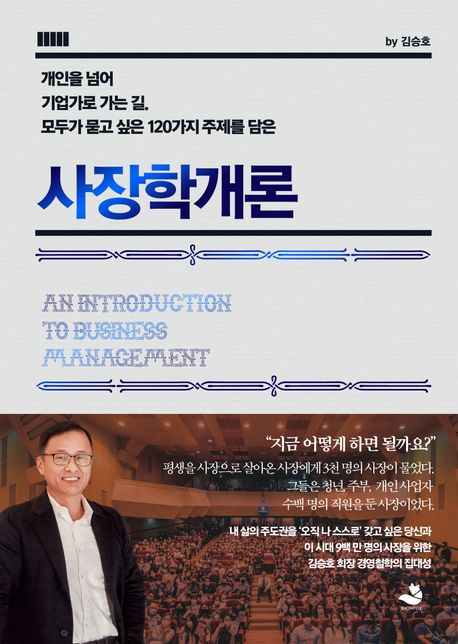 by 김승호
개인을 넘어
기업가로 가는 길.
모두가 묻고 싶은 120가지 주제를 담은
사장학개론
AN INTRODUCTION
TO BUSINESS
MANAGEMENT
“지금 어떻게 하면 될까요?”
평생을 사장으로 살아온 사장에게 3천 명의 사장이 물었다.
그들은 청년, 주부, 개인 사업자
수백 명의 직원을 둔 사장이었다.
내 삶의 주도권을 ‘오직 나 스스로’ 갖고 싶은 당신과
이 시대 9백 만 명의 사장을 위한
김승호 회장 경영철학의 집대성
SNOWFOX